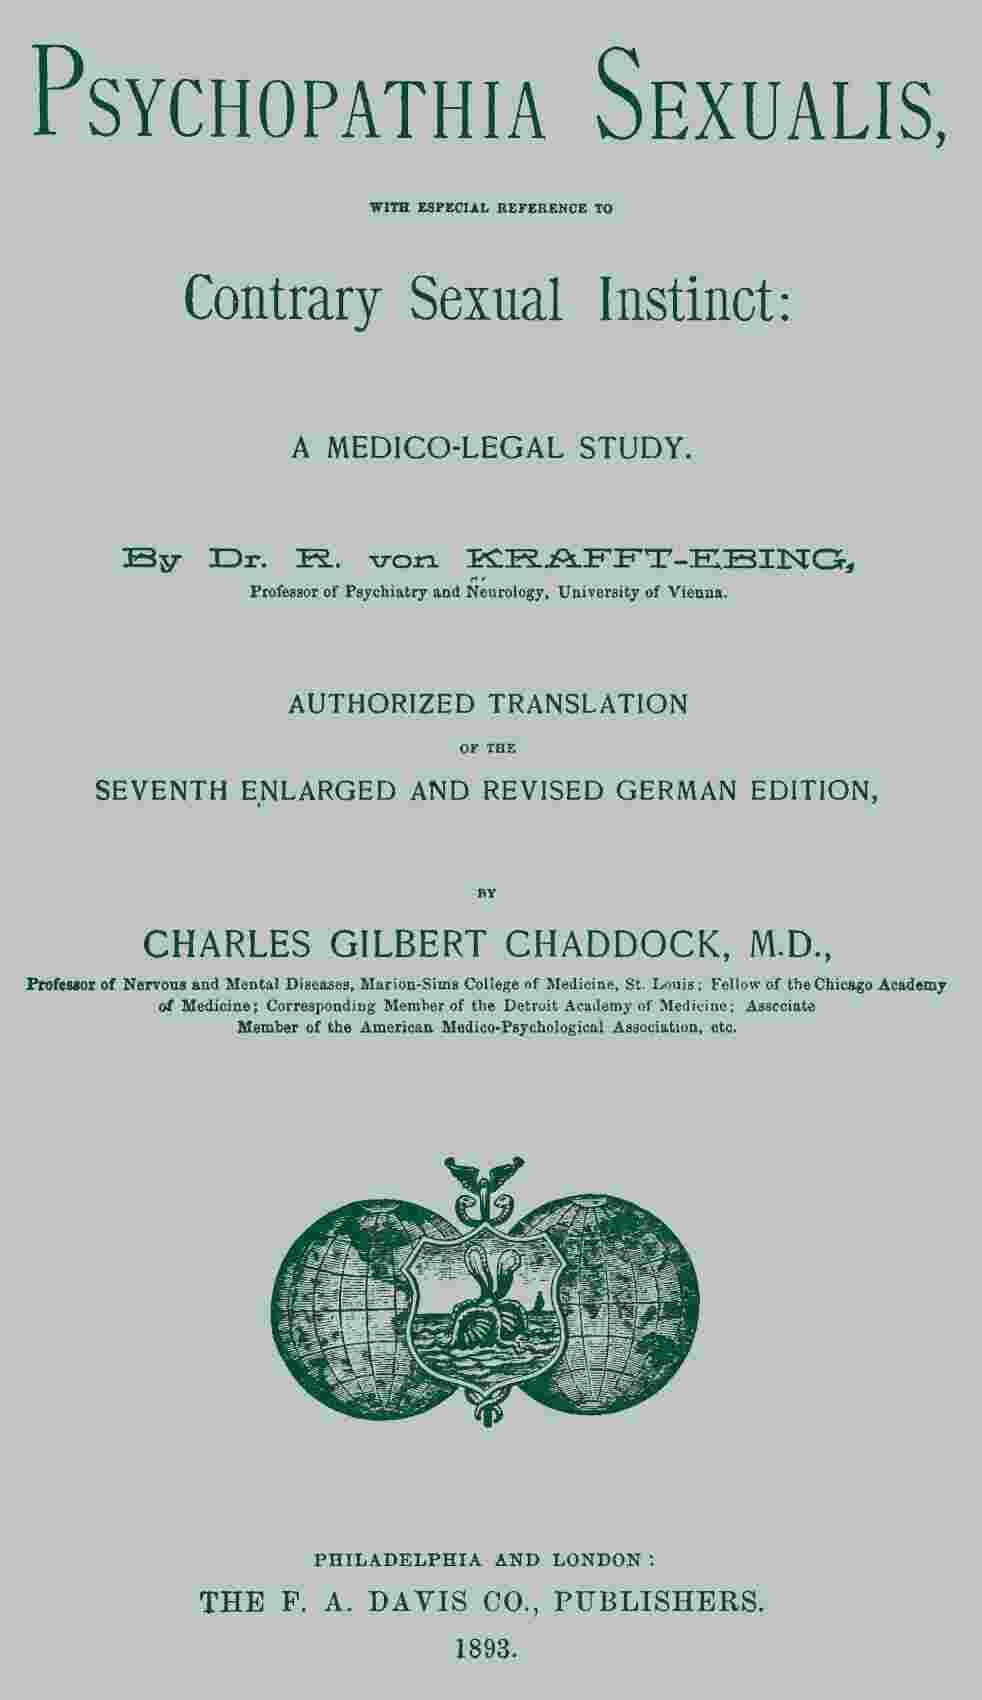 PSYCHOPATHIA SEXUALIS,
WITH ESPECIAL REFERENCE TO
Contrary Sexual Instinct:
A MEDICO-LEGAL STUDY.
By Dr. R. von KRAFFT-EBING,
Professor of Psychiatry and Neurology, University of Vienna.
AUTHORIZED TRANSLATION
OF THE
SEVENTH ENLARGED AND REVISED GERMAN EDITION,
BY
CHARLES GILBERT CHADDOCK, M.D.,
Professor of Nervous and Mental Diseases, Marion-Sims College of Medicine, St. Louis; Fellow of the Chicago Academy
of Medicine; Corresponding Member of the Detroit Academy of Medicine; Associate
Member of the American Medico-Psychological Association, etc.
PHILADELPHIA AND LONDON:
THE F. A. DAVIS CO., PUBLISHERS.
1893.